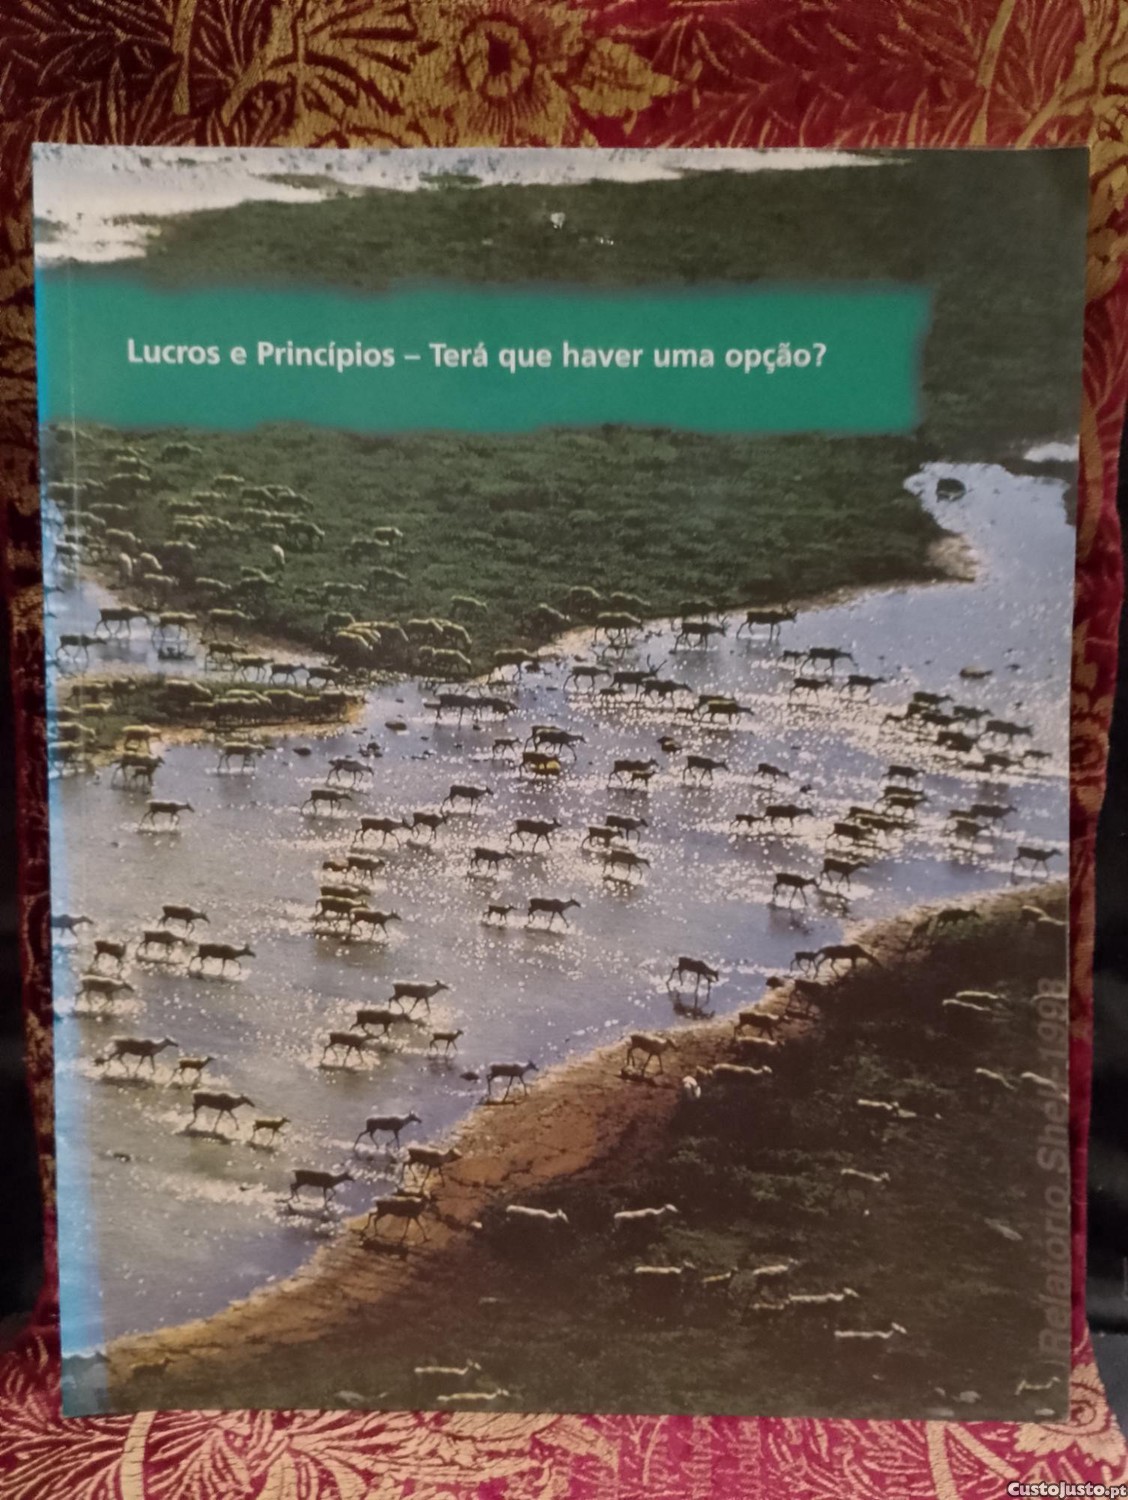 Lucros e Princípios – Terá que haver uma opção?
Relatório Shell 1998
CustoJusto.pt